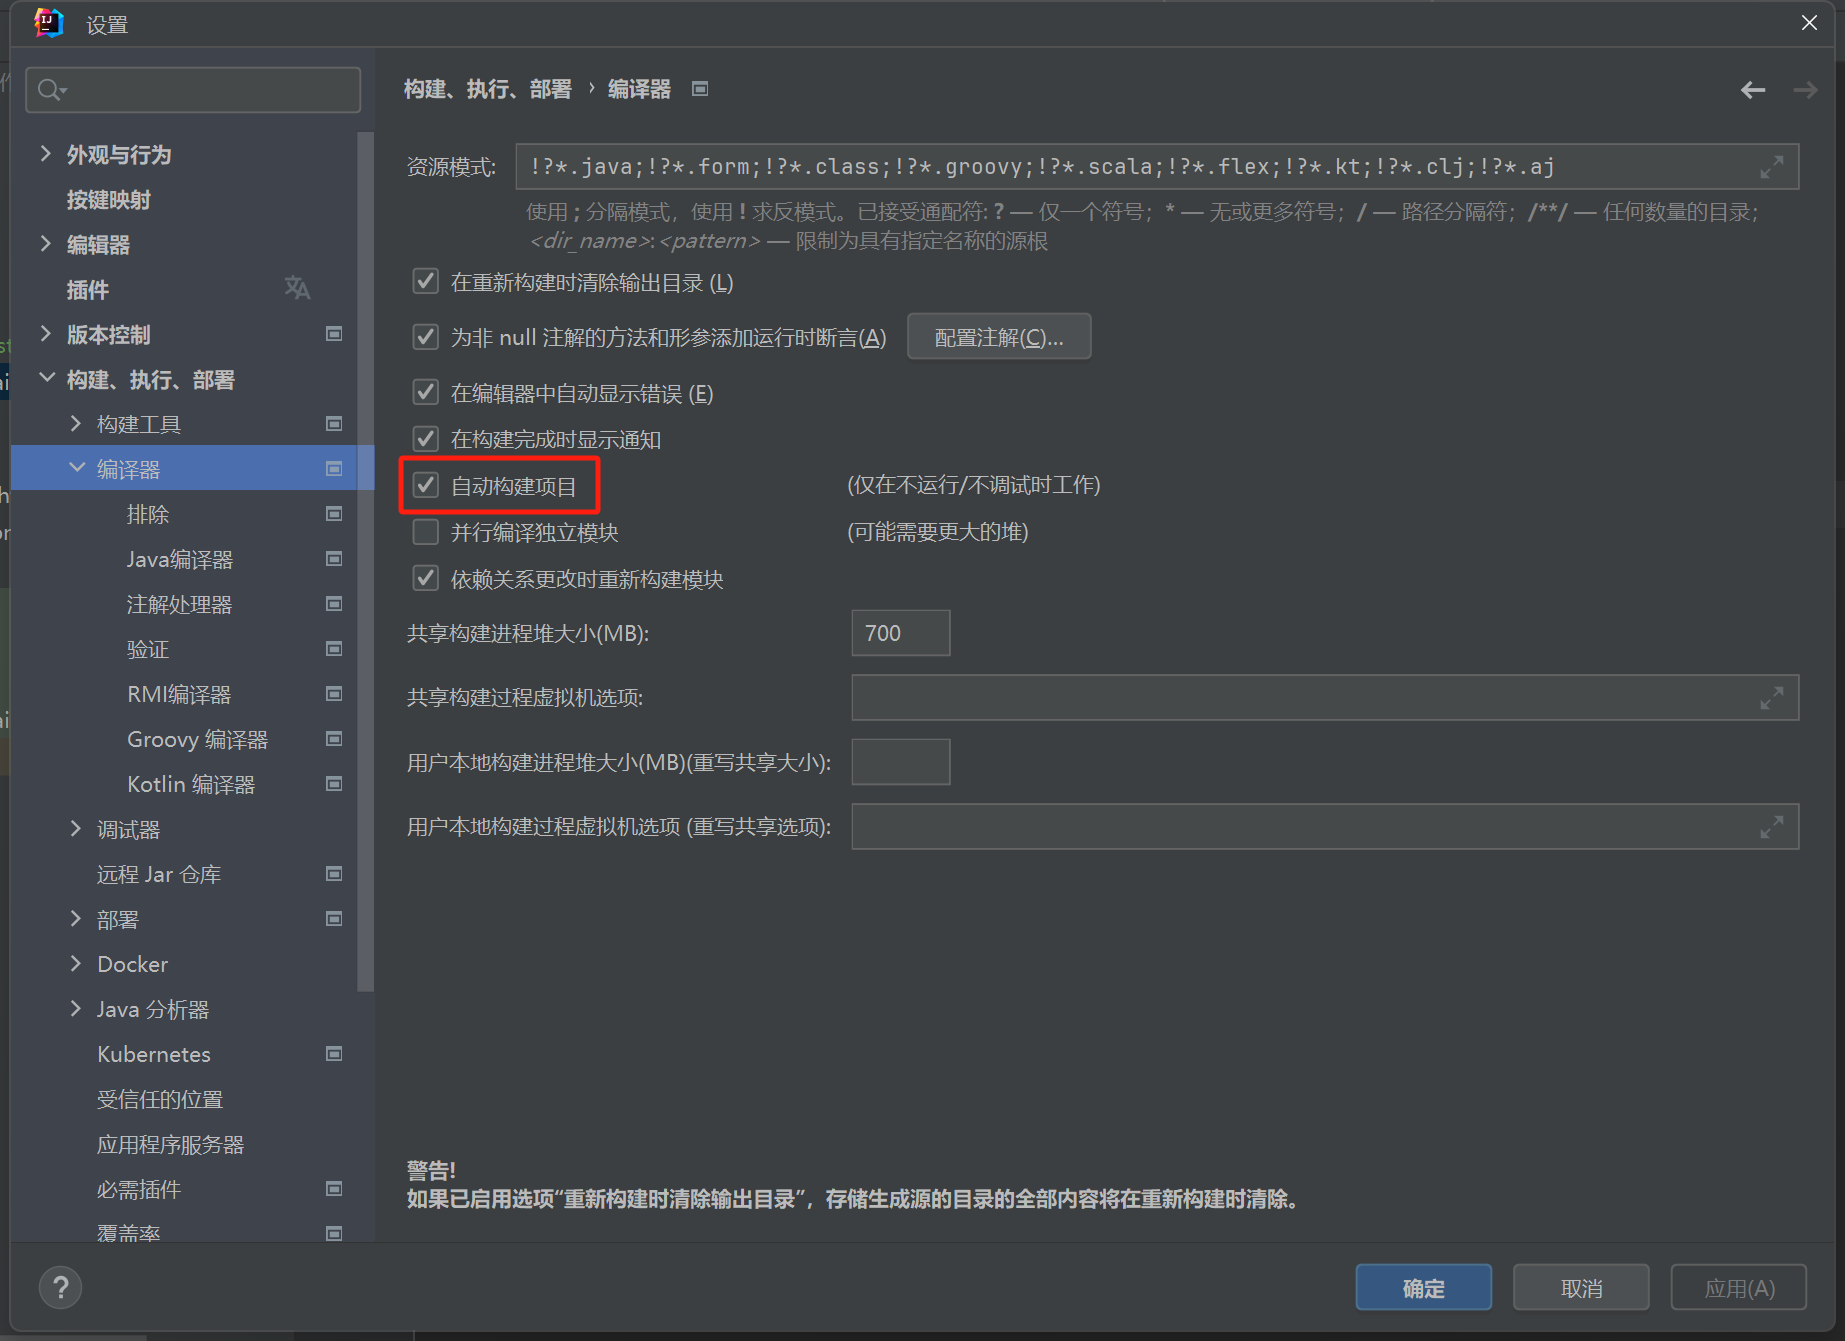 设置
外观与行为
按键映射
编辑器
插件
版本控制
构建、执行、部署
构建工具
编译器
排除
Java编译器
注解处理器
验证
RMI编译器
Groovy 编译器
Kotlin 编译器
调试器
远程 Jar 仓库
部署
Docker
Java 分析器
Kubernetes
受信任的位置
应用程序服务器
必需插件
覆盖率
构建、执行、部署 › 编译器
资源模式: !?*.java;!?*.form;!?*.class;!?*.groovy;!?*.scala;!?*.flex;!?*.kt;!?*.clj;!?*.aj
使用 ; 分隔模式，使用 ! 求反模式。已接受通配符: ? — 仅一个符号； * — 无或更多符号； / — 路径分隔符； /**/ — 任何数量的目录；
<dir_name>:<pattern> — 限制为具有指定名称的源根
在重新构建时清除输出目录 (L)
为非 null 注解的方法和形参添加运行时断言(A) 配置注解(C)...
在编辑器中自动显示错误 (E)
在构建完成时显示通知
自动构建项目 (仅在不运行/不调试时工作)
并行编译独立模块 (可能需要更大的堆)
依赖关系更改时重新构建模块
共享构建进程堆大小(MB): 700
共享构建过程虚拟机选项:
用户本地构建进程堆大小(MB)(重写共享大小):
用户本地构建过程虚拟机选项 (重写共享选项):
警告!
如果已启用选项“重新构建时清除输出目录”，存储生成源的目录的全部内容将在重新构建时清除。
?
确定 取消 应用(A)